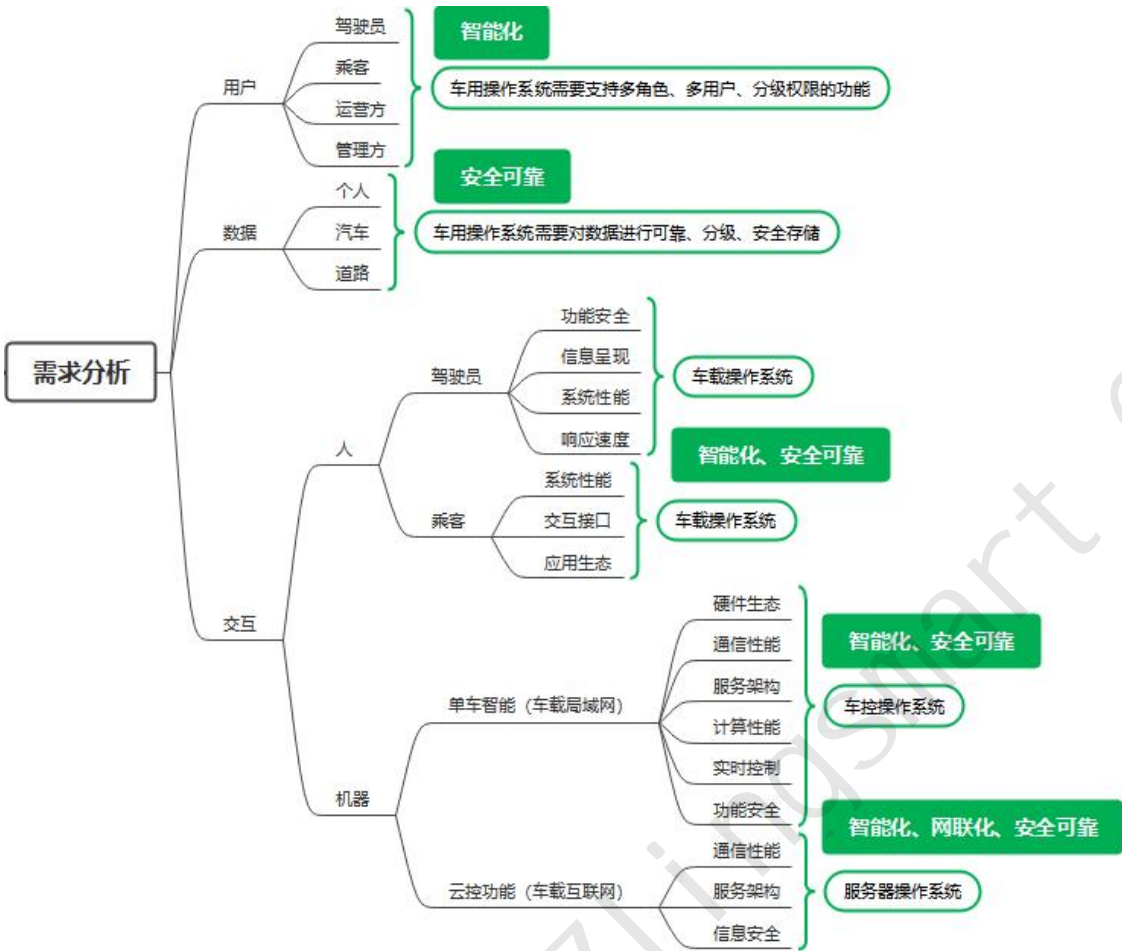 需求分析
用户
驾驶员
乘客
运营方
管理方
智能化
车用操作系统需要支持多角色、多用户、分级权限的功能
数据
个人
汽车
道路
安全可靠
车用操作系统需要对数据进行可靠、分级、安全存储
交互
人
驾驶员
功能安全
信息呈现
系统性能
响应速度
车载操作系统
智能化、安全可靠
乘客
系统性能
交互接口
应用生态
车载操作系统
机器
单车智能（车载局域网）
硬件生态
通信性能
服务架构
计算性能
实时控制
功能安全
智能化、安全可靠
车控操作系统
云控功能（车载互联网）
通信性能
服务架构
信息安全
智能化、网联化、安全可靠
服务器操作系统